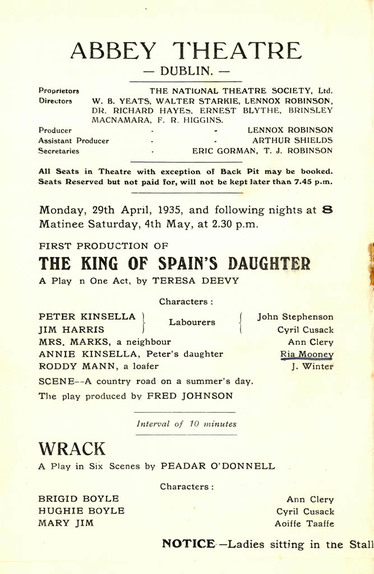 ABBEY THEATRE
— DUBLIN. —
Proprietors THE NATIONAL THEATRE SOCIETY, Ltd.
Directors W. B. YEATS, WALTER STARKIE, LENNOX ROBINSON,
DR. RICHARD HAYES, ERNEST BLYTHE, BRINSLEY
MACNAMARA, F. R. HIGGINS.
Producer - - LENNOX ROBINSON
Assistant Producer - ARTHUR SHIELDS
Secretaries - ERIC GORMAN, T. J. ROBINSON
All Seats in Theatre with exception of Back Pit may be booked.
Seats Reserved but not paid for, will not be kept later than 7.45 p.m.
Monday, 29th April, 1935, and following nights at 8
Matinee Saturday, 4th May, at 2.30 p.m.
FIRST PRODUCTION OF
THE KING OF SPAIN'S DAUGHTER
A Play n One Act, by TERESA DEEVY
Characters :
PETER KINSELLA } Labourers { John Stephenson
JIM HARRIS Cyril Cusack
MRS, MARKS, a neighbour Ann Clery
ANNIE KINSELLA, Peter's daughter Ria Mooney
RODDY MANN, a loafer J. Winter
SCENE--A country road on a summer's day.
The play produced by FRED JOHNSON
Interval of 10 minutes
WRACK
A Play in Six Scenes by PEADAR O'DONNELL
Characters :
BRIGID BOYLE Ann Clery
HUGHIE BOYLE Cyril Cusack
MARY JIM Aoiffe Taaffe
NOTICE—Ladies sitting in tne Stall